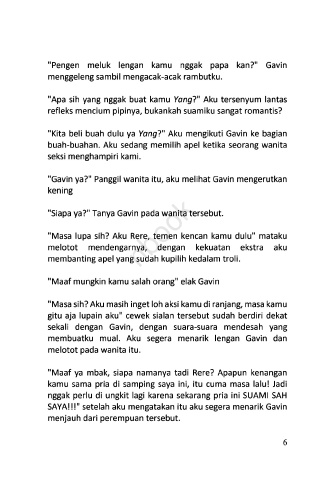 "Pengen meluk lengan kamu nggak papa kan?" Gavin
menggeleng sambil mengacak-acak rambutku.
"Apa sih yang nggak buat kamu Yang?" Aku tersenyum lantas
refleks mencium pipinya, bukankah suamiku sangat romantis?
"Kita beli buah dulu ya Yang?" Aku mengikuti Gavin ke bagian
buah-buahan. Aku sedang memilih apel ketika seorang wanita
seksi menghampiri kami.
"Gavin ya?" Panggil wanita itu, aku melihat Gavin mengerutkan
kening
"Siapa ya?" Tanya Gavin pada wanita tersebut.
"Masa lupa sih? Aku Rere, temen kencan kamu dulu" mataku
melotot mendengarnya, dengan kekuatan ekstra aku
membanting apel yang sudah kupilih kedalam troli.
"Maaf mungkin kamu salah orang" elak Gavin
"Masa sih? Aku masih inget loh aksi kamu di ranjang, masa kamu
gitu aja lupain aku" cewek sialan tersebut sudah berdiri dekat
sekali dengan Gavin, dengan suara-suara mendesah yang
membuatku mual. Aku segera menarik lengan Gavin dan
melotot pada wanita itu.
"Maaf ya mbak, siapa namanya tadi Rere? Apapun kenangan
kamu sama pria di samping saya ini, itu cuma masa lalu! Jadi
nggak perlu di ungkit lagi karena sekarang pria ini SUAMI SAH
SAYA!!!" setelah aku mengatakan itu aku segera menarik Gavin
menjauh dari perempuan tersebut.
6